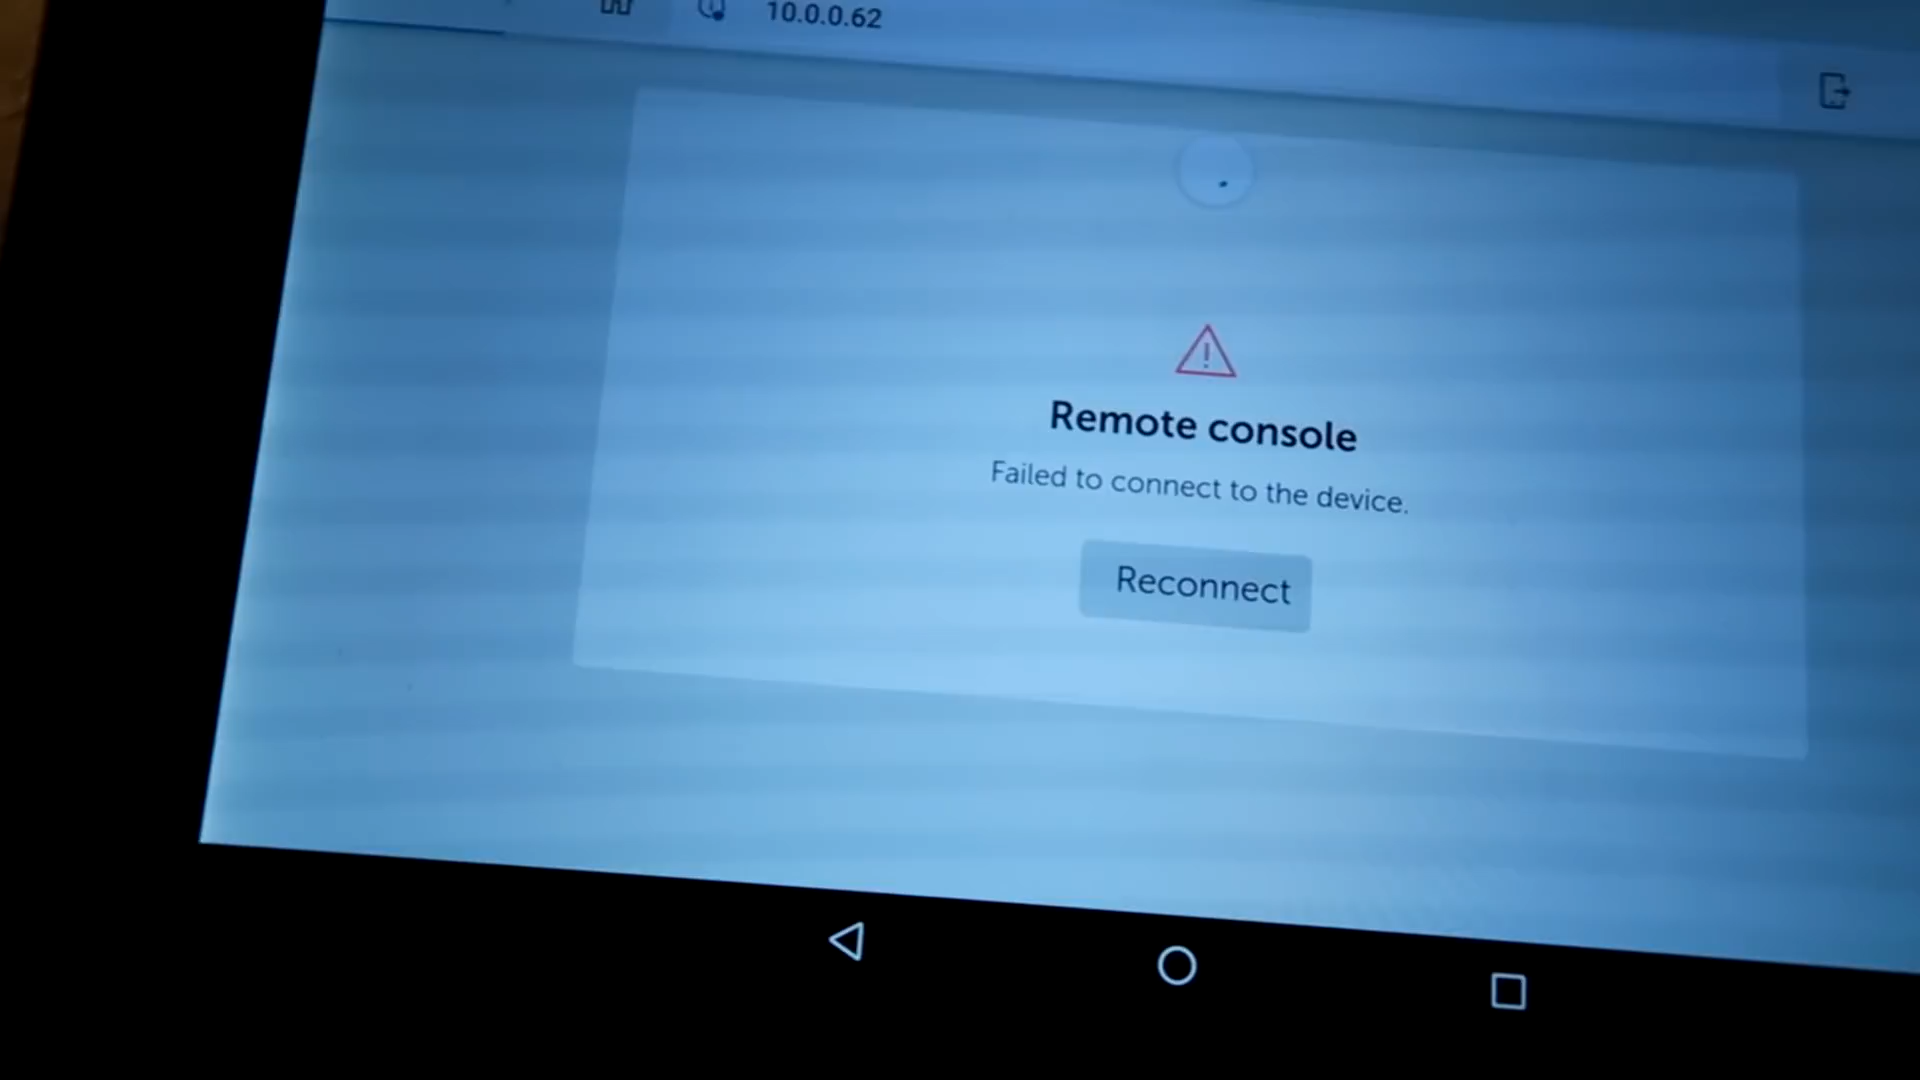 10.0.0.62
Remote console
Failed to connect to the device.
Reconnect